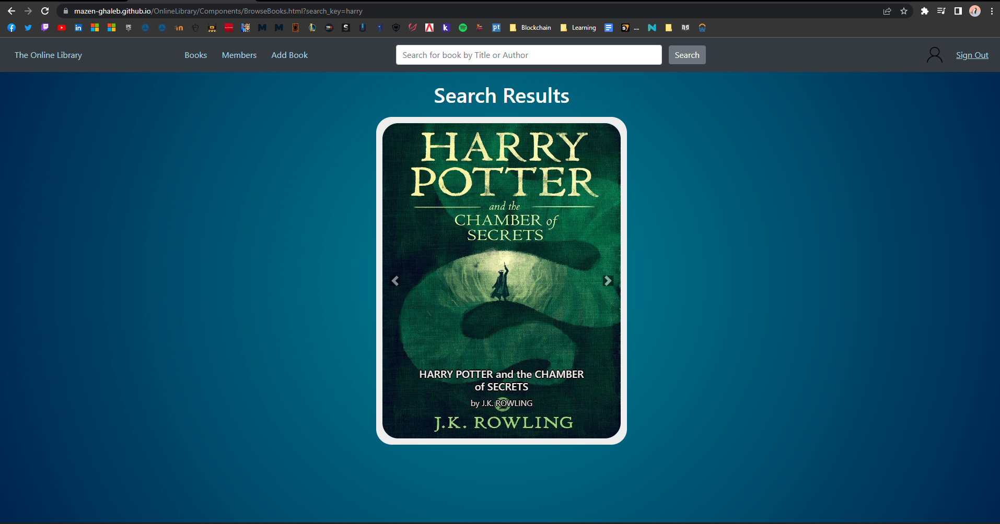 mazen-ghaleb.github.io/OnlineLibrary/Components/BrowseBooks.html?search_key=harry
Blockchain Learning ....
The Online Library Books Members Add Book Search for book by Title or Author Search Sign Out
Search Results
HARRY
POTTER
and the
CHAMBER of
SECRETS
HARRY POTTER and the CHAMBER
of SECRETS
by J.K. ROWLING
J.K. ROWLING